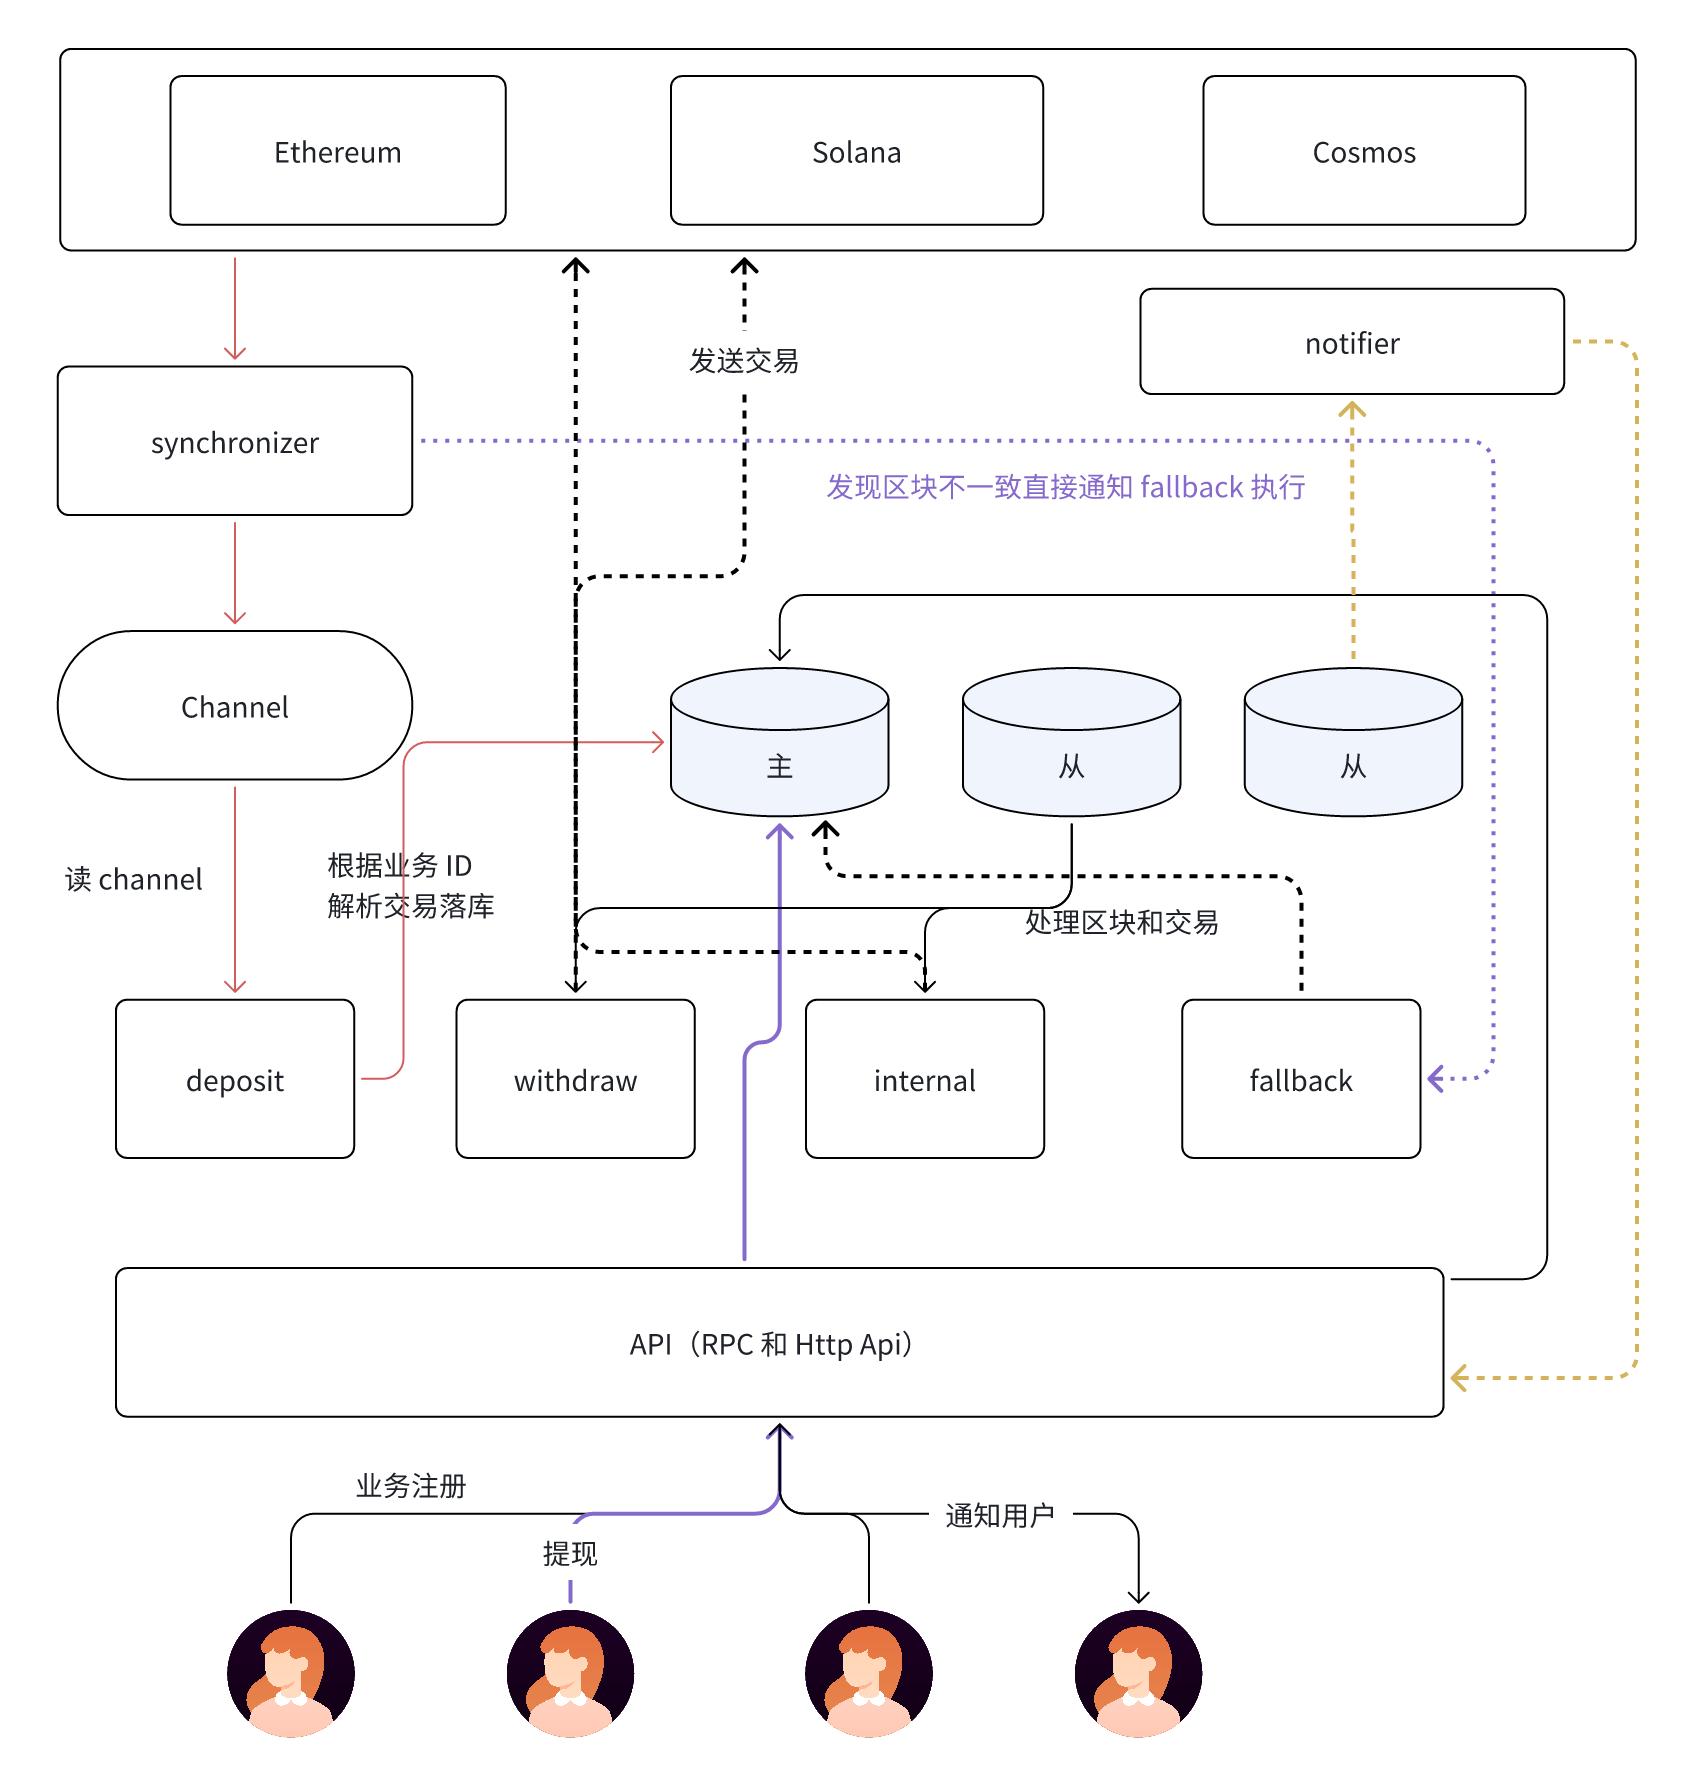 Ethereum
Solana
Cosmos
notifier
发送交易
synchronizer
发现区块不一致直接通知 fallback 执行
Channel
主
从
从
读 channel
根据业务 ID
解析交易落库
处理区块和交易
deposit
withdraw
internal
fallback
API（RPC 和 Http Api）
业务注册
通知用户
提现